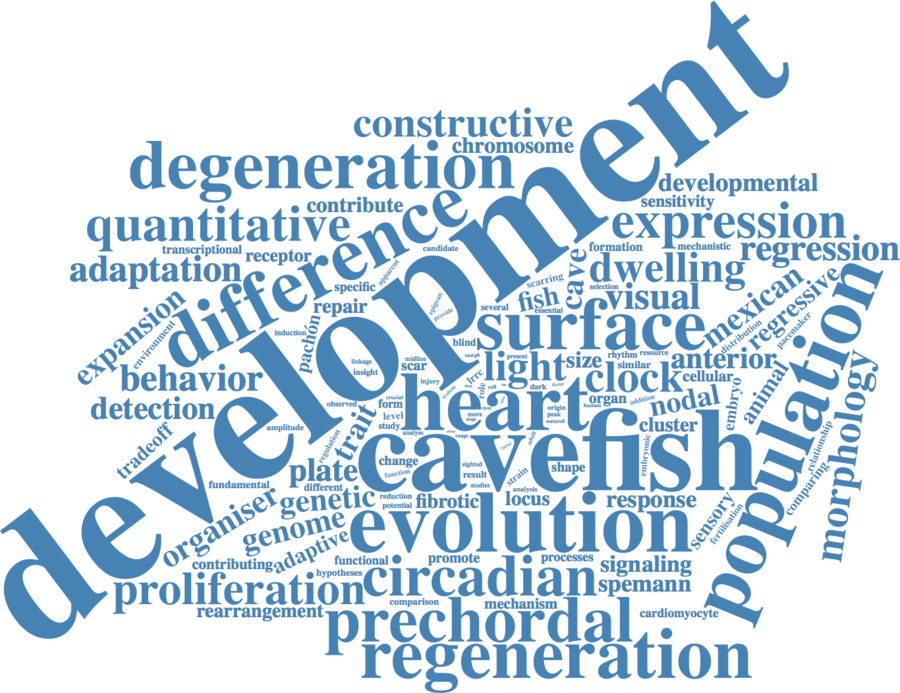 development
constructive
chromosome
degeneration
developmental
sensitivity
contribute
quantitative
difference
expression
transcriptional
receptor
candidate
formation
mechanistic
regression
adaptation
specific
apparent
cave
dwelling
selection
scarring
fish
essential
visual
mexican
regressive
distribution
pacemaker
expansion
environment
repair
epigean
provide
several
surface
population
induction
pachón
blind
morph
behavior
linkage
insight
midline
scar
lrrc
light
present
size
rhythm
resource
similar
anterior
injury
system
role
cell
dark
clock
cellular
detection
observed
crucial
form
level
study
heart
more
origin
peak
natural
human
organ
addition
nodal
embryo
animal
morphology
amplitude
trait
regulation
analyse
range
adult
cluster
tradeoff
cavefish
embryonic
relationship
comparing
plate
change
function
sighted
result
studies
strain
shape
fundamental
different
organiser
genetic
reduction
potential
fibrotic
analysis
locus
response
sensory
fertilisation
genome
evolution
adaptive
contributing
functional
hypotheses
promote
processes
signaling
proliferation
circadian
spemann
rearrangement
comparison
mechanism
cardiomyocyte
prechordal
regeneration